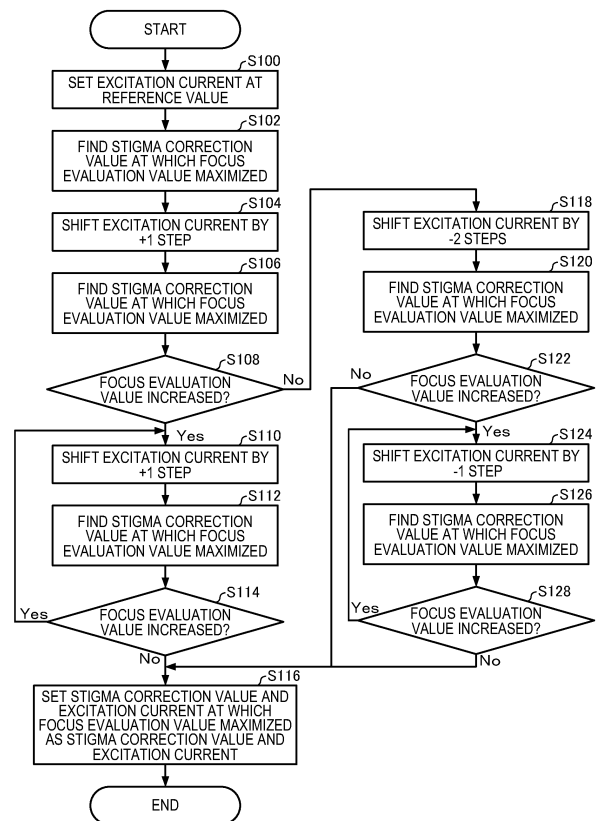 START
S100
SET EXCITATION CURRENT AT
REFERENCE VALUE
S102
FIND STIGMA CORRECTION
VALUE AT WHICH FOCUS
EVALUATION VALUE MAXIMIZED
S104
SHIFT EXCITATION CURRENT BY
+1 STEP
S106
FIND STIGMA CORRECTION
VALUE AT WHICH FOCUS
EVALUATION VALUE MAXIMIZED
S108
FOCUS EVALUATION
VALUE INCREASED?
No
Yes
S110
SHIFT EXCITATION CURRENT BY
+1 STEP
S112
FIND STIGMA CORRECTION
VALUE AT WHICH FOCUS
EVALUATION VALUE MAXIMIZED
S114
FOCUS EVALUATION
VALUE INCREASED?
Yes
No
S116
SET STIGMA CORRECTION VALUE AND
EXCITATION CURRENT AT WHICH
FOCUS EVALUATION VALUE MAXIMIZED
AS STIGMA CORRECTION VALUE AND
EXCITATION CURRENT
END
S118
SHIFT EXCITATION CURRENT BY
-2 STEPS
S120
FIND STIGMA CORRECTION
VALUE AT WHICH FOCUS
EVALUATION VALUE MAXIMIZED
S122
FOCUS EVALUATION
VALUE INCREASED?
No
Yes
S124
SHIFT EXCITATION CURRENT BY
-1 STEP
S126
FIND STIGMA CORRECTION
VALUE AT WHICH FOCUS
EVALUATION VALUE MAXIMIZED
S128
FOCUS EVALUATION
VALUE INCREASED?
Yes
No